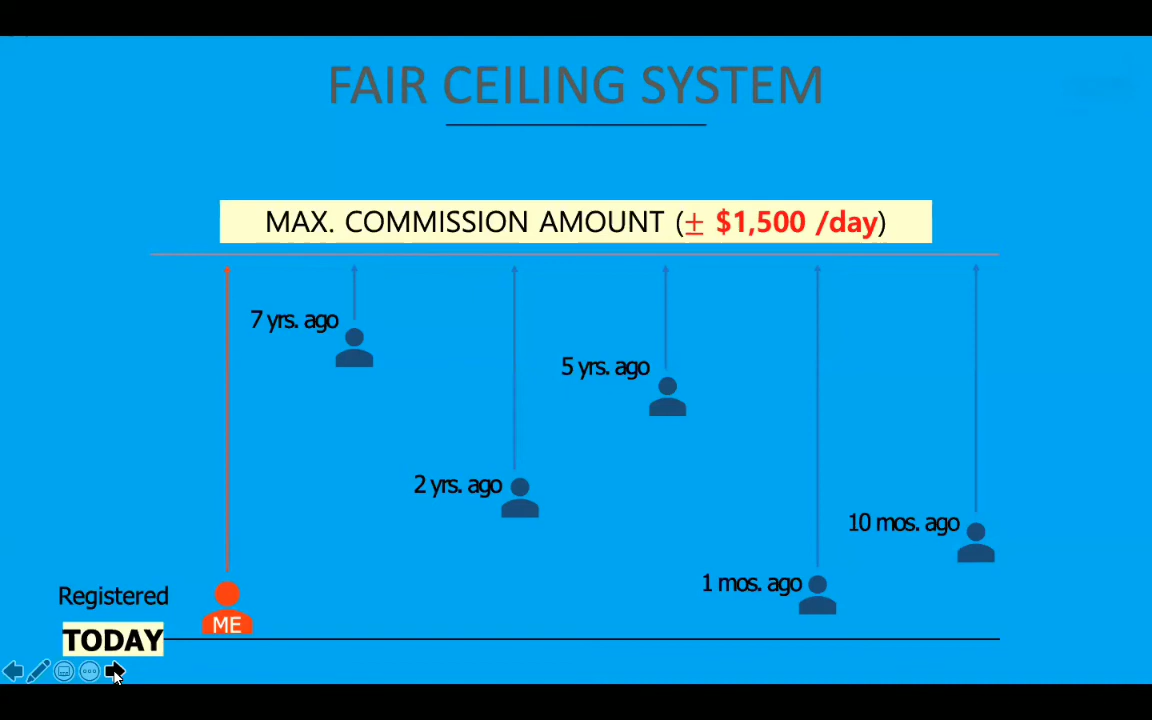 FAIR CEILING SYSTEM
MAX. COMMISSION AMOUNT (± $1,500 /day)
7 yrs. ago
5 yrs. ago
2 yrs. ago
10 mos. ago
1 mos. ago
Registered
ME
TODAY